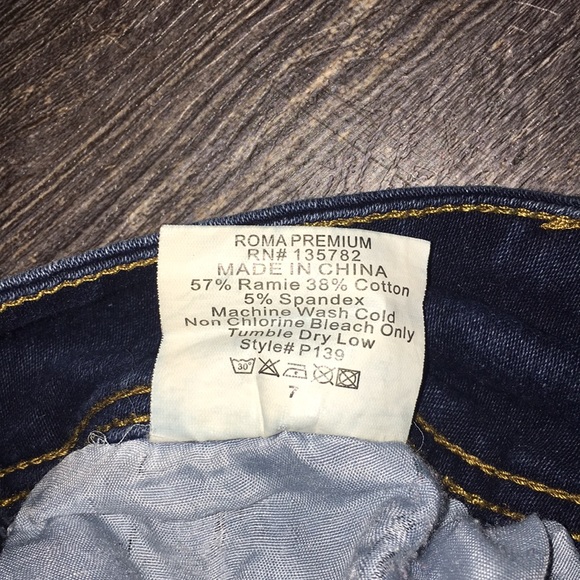 ROMA PREMIUM
RN# 135782
MADE IN CHINA
57% Ramie 38% Cotton
5% Spandex
Machine Wash Cold
Non Chlorine Bleach Only
Tumble Dry Low
Style# P139
30°
7